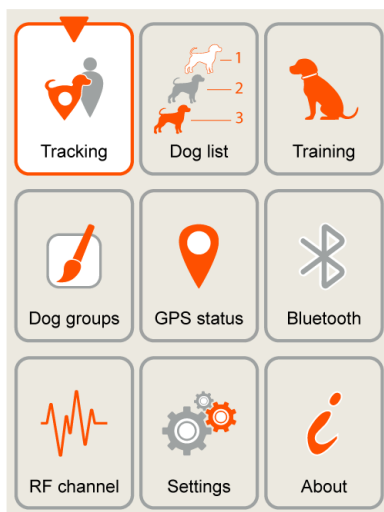 1
2
3
Tracking
Dog list
Training
Dog groups
GPS status
Bluetooth
RF channel
Settings
About